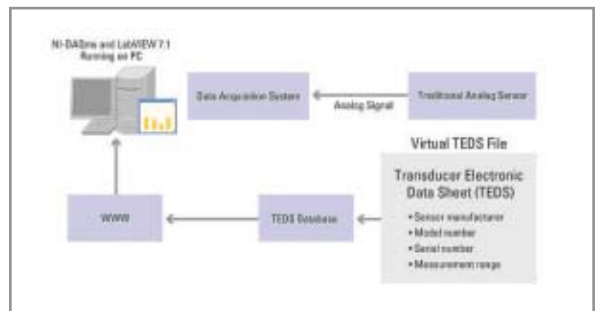 NI-DAQmx and LabVIEW 7.1
Running on PC
Data Acquisition System
Analog Signal
Traditional Analog Sensor
Virtual TEDS File
Transducer Electronic
Data Sheet (TEDS)
• Sensor manufacturer
• Model number
• Serial number
• Measurement range
TEDS Database
WWW